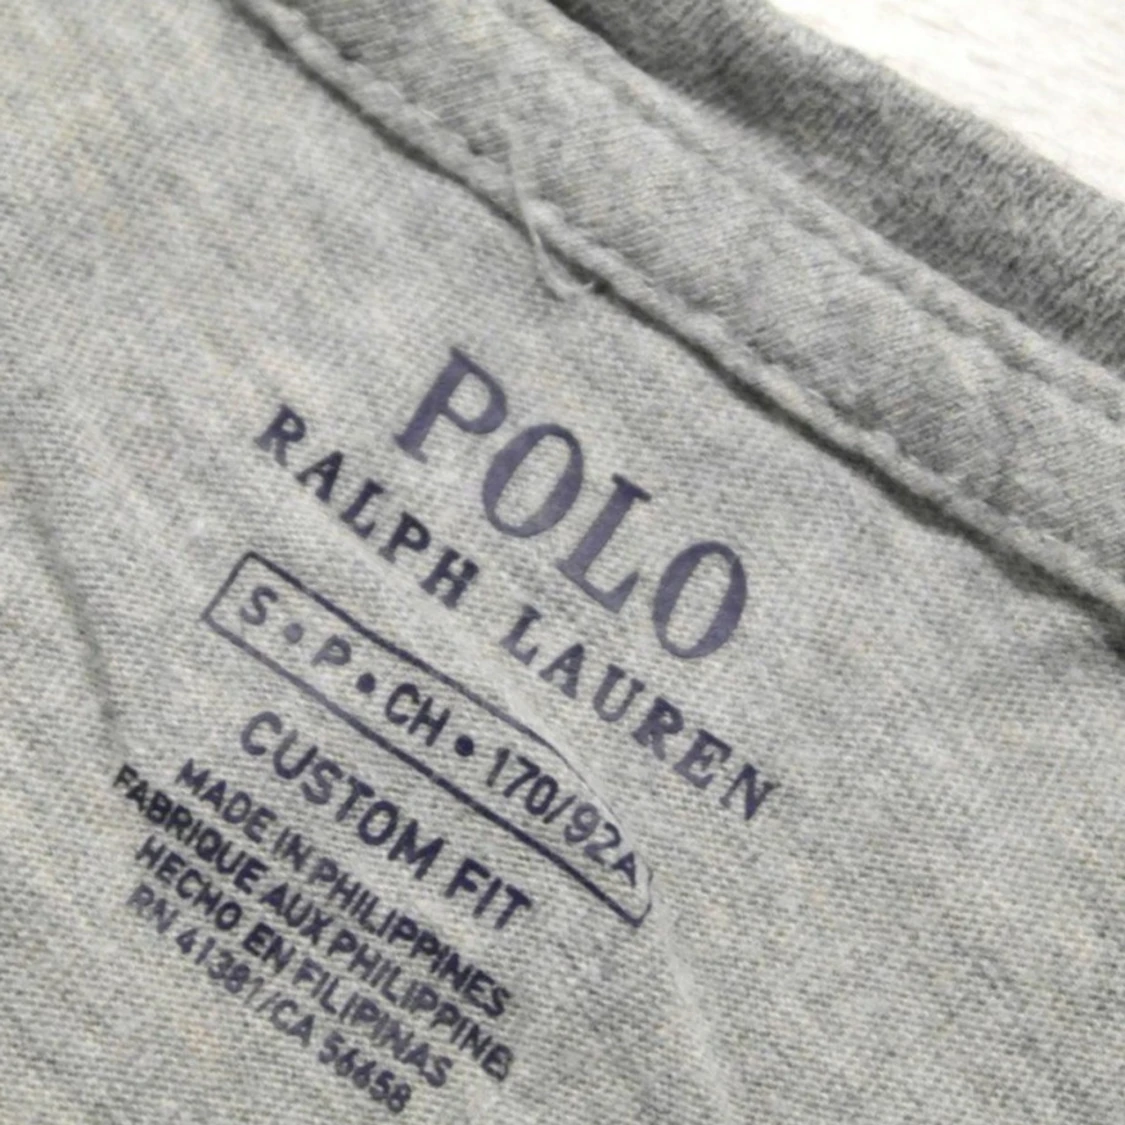 POLO
RALPH LAUREN
S•P•CH•170/92A
CUSTOM FIT
MADE IN PHILIPPINES
FABRIQUE AUX PHILIPPINES
HECHO EN FILIPINAS
RN 41381/CA 56658